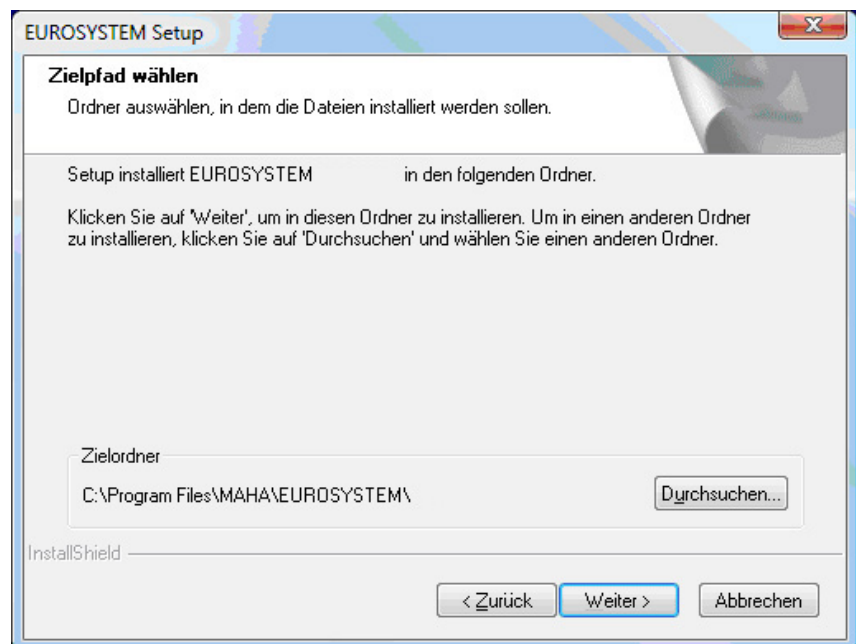 EUROSYSTEM Setup
Zielpfad wählen
Ordner auswählen, in dem die Dateien installiert werden sollen.
Setup installiert EUROSYSTEM in den folgenden Ordner.
Klicken Sie auf 'Weiter', um in diesen Ordner zu installieren. Um in einen anderen Ordner
zu installieren, klicken Sie auf 'Durchsuchen' und wählen Sie einen anderen Ordner.
Zielordner
C:\Program Files\MAHA\EUROSYSTEM\
Durchsuchen...
InstallShield
< Zurück Weiter > Abbrechen